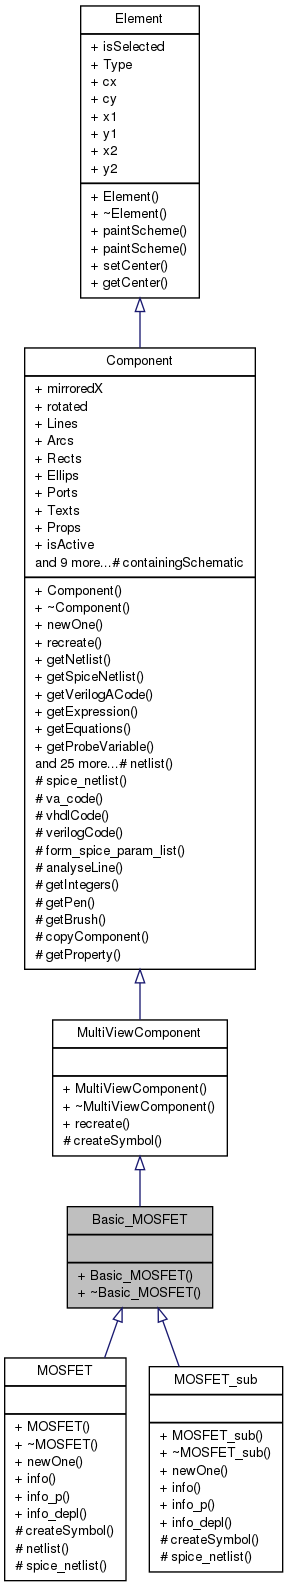 Element
+ isSelected
+ Type
+ cx
+ cy
+ x1
+ y1
+ x2
+ y2
+ Element()
+ ~Element()
+ paintScheme()
+ paintScheme()
+ setCenter()
+ getCenter()
Component
+ mirroredX
+ rotated
+ Lines
+ Arcs
+ Rects
+ Ellips
+ Ports
+ Texts
+ Props
+ isActive
and 9 more...# containingSchematic
+ Component()
+ ~Component()
+ newOne()
+ recreate()
+ getNetlist()
+ getSpiceNetlist()
+ getVerilogACode()
+ getExpression()
+ getEquations()
+ getProbeVariable()
and 25 more...# netlist()
# spice_netlist()
# va_code()
# vhdlCode()
# verilogCode()
# form_spice_param_list()
# analyseLine()
# getIntegers()
# getPen()
# getBrush()
# copyComponent()
# getProperty()
MultiViewComponent
+ MultiViewComponent()
+ ~MultiViewComponent()
+ recreate()
# createSymbol()
Basic_MOSFET
+ Basic_MOSFET()
+ ~Basic_MOSFET()
MOSFET
+ MOSFET()
+ ~MOSFET()
+ newOne()
+ info()
+ info_p()
+ info_depl()
# createSymbol()
# netlist()
# spice_netlist()
MOSFET_sub
+ MOSFET_sub()
+ ~MOSFET_sub()
+ newOne()
+ info()
+ info_p()
+ info_depl()
# createSymbol()
# spice_netlist()